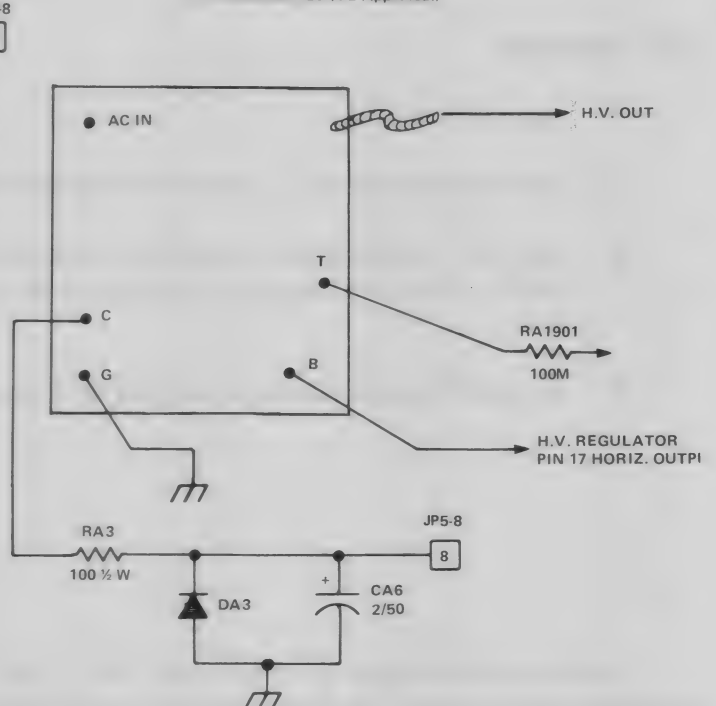 -8
AC IN
H.V. OUT
T
C
RA1901
G
B
100M
H.V. REGULATOR
PIN 17 HORIZ. OUTPI
RA3
JP5-8
8
100 ½ W
+
CA6
DA3
2/50